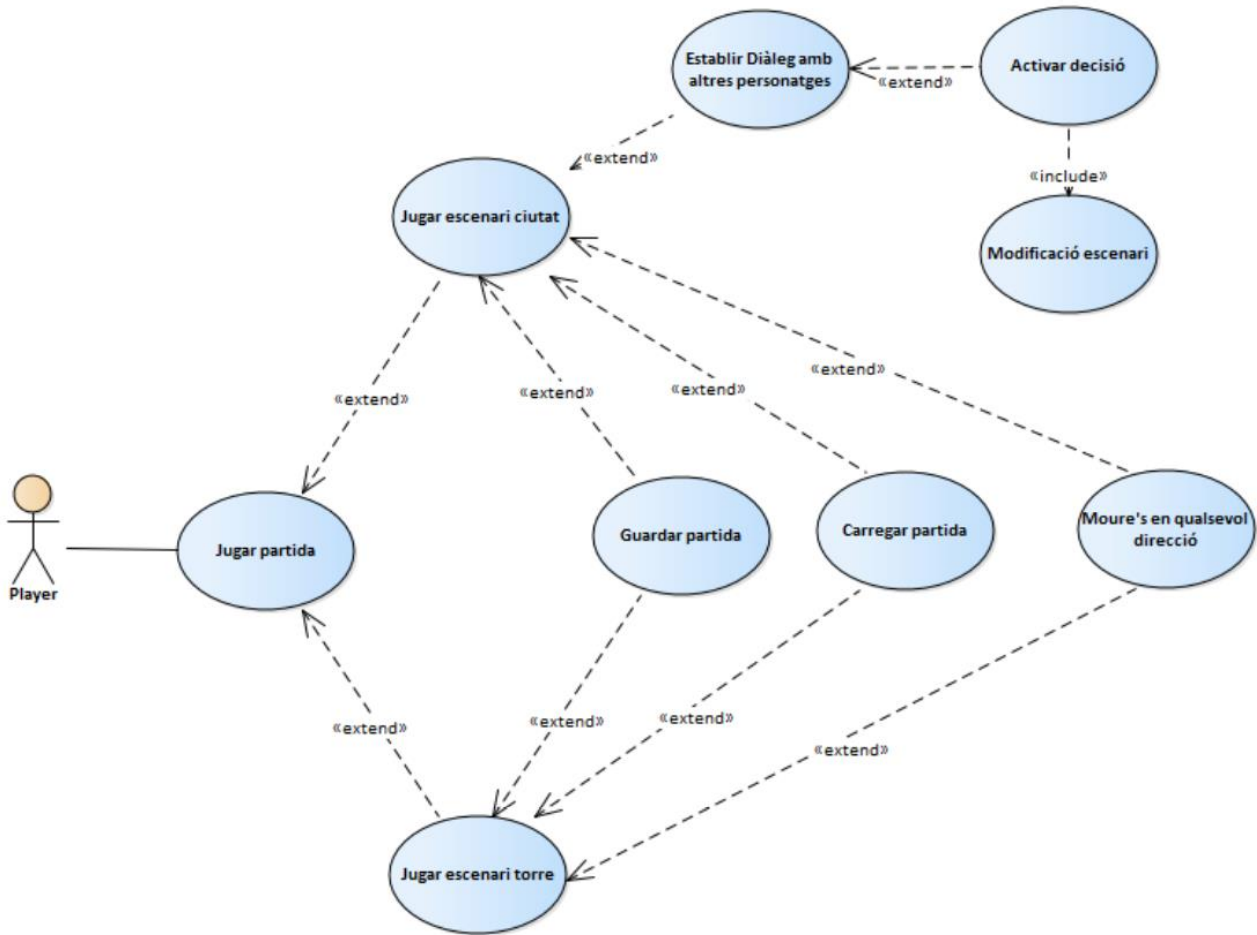 Establir Diàleg amb
altres personatges
«extend»
Activar decisió
«extend»
«include»
Jugar escenari ciutat
Modificació escenari
«extend»
«extend»
«extend»
«extend»
Player
Jugar partida
Guardar partida
Carregar partida
Moure's en qualsevol
direcció
«extend»
«extend»
«extend»
«extend»
Jugar escenari torre